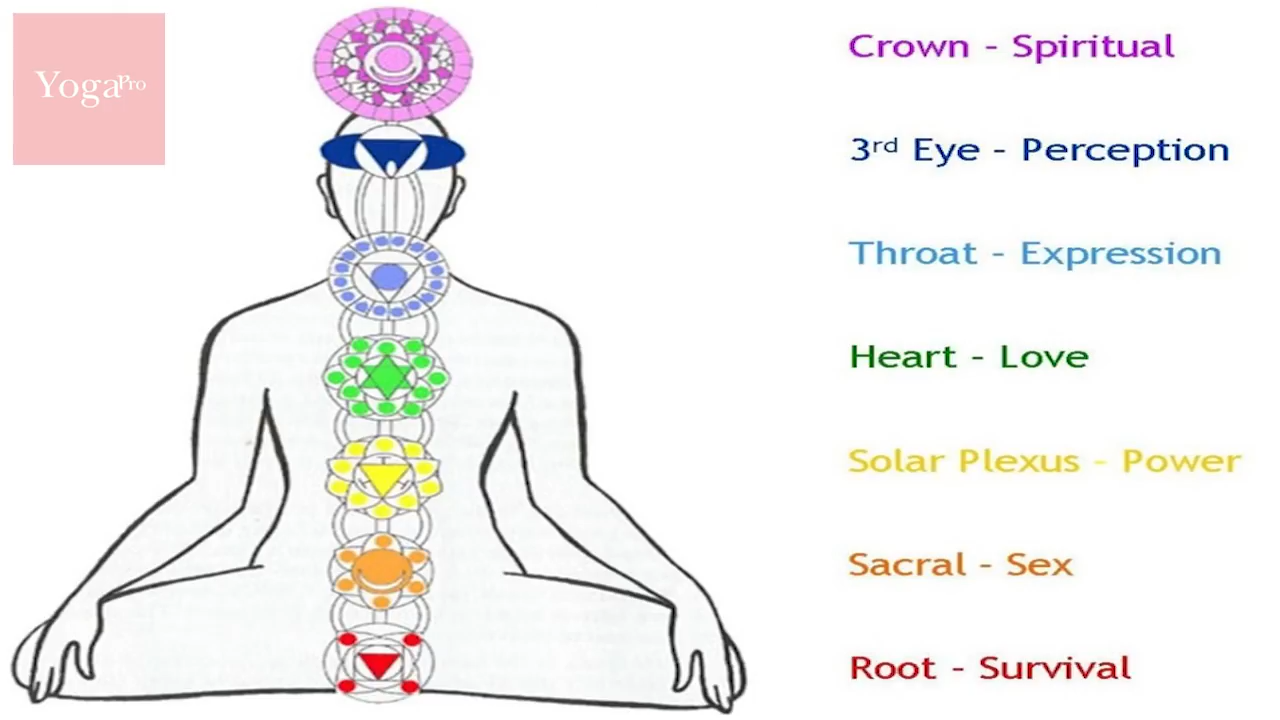 YogaPro
Crown - Spiritual
3rd Eye - Perception
Throat - Expression
Heart - Love
Solar Plexus - Power
Sacral - Sex
Root - Survival